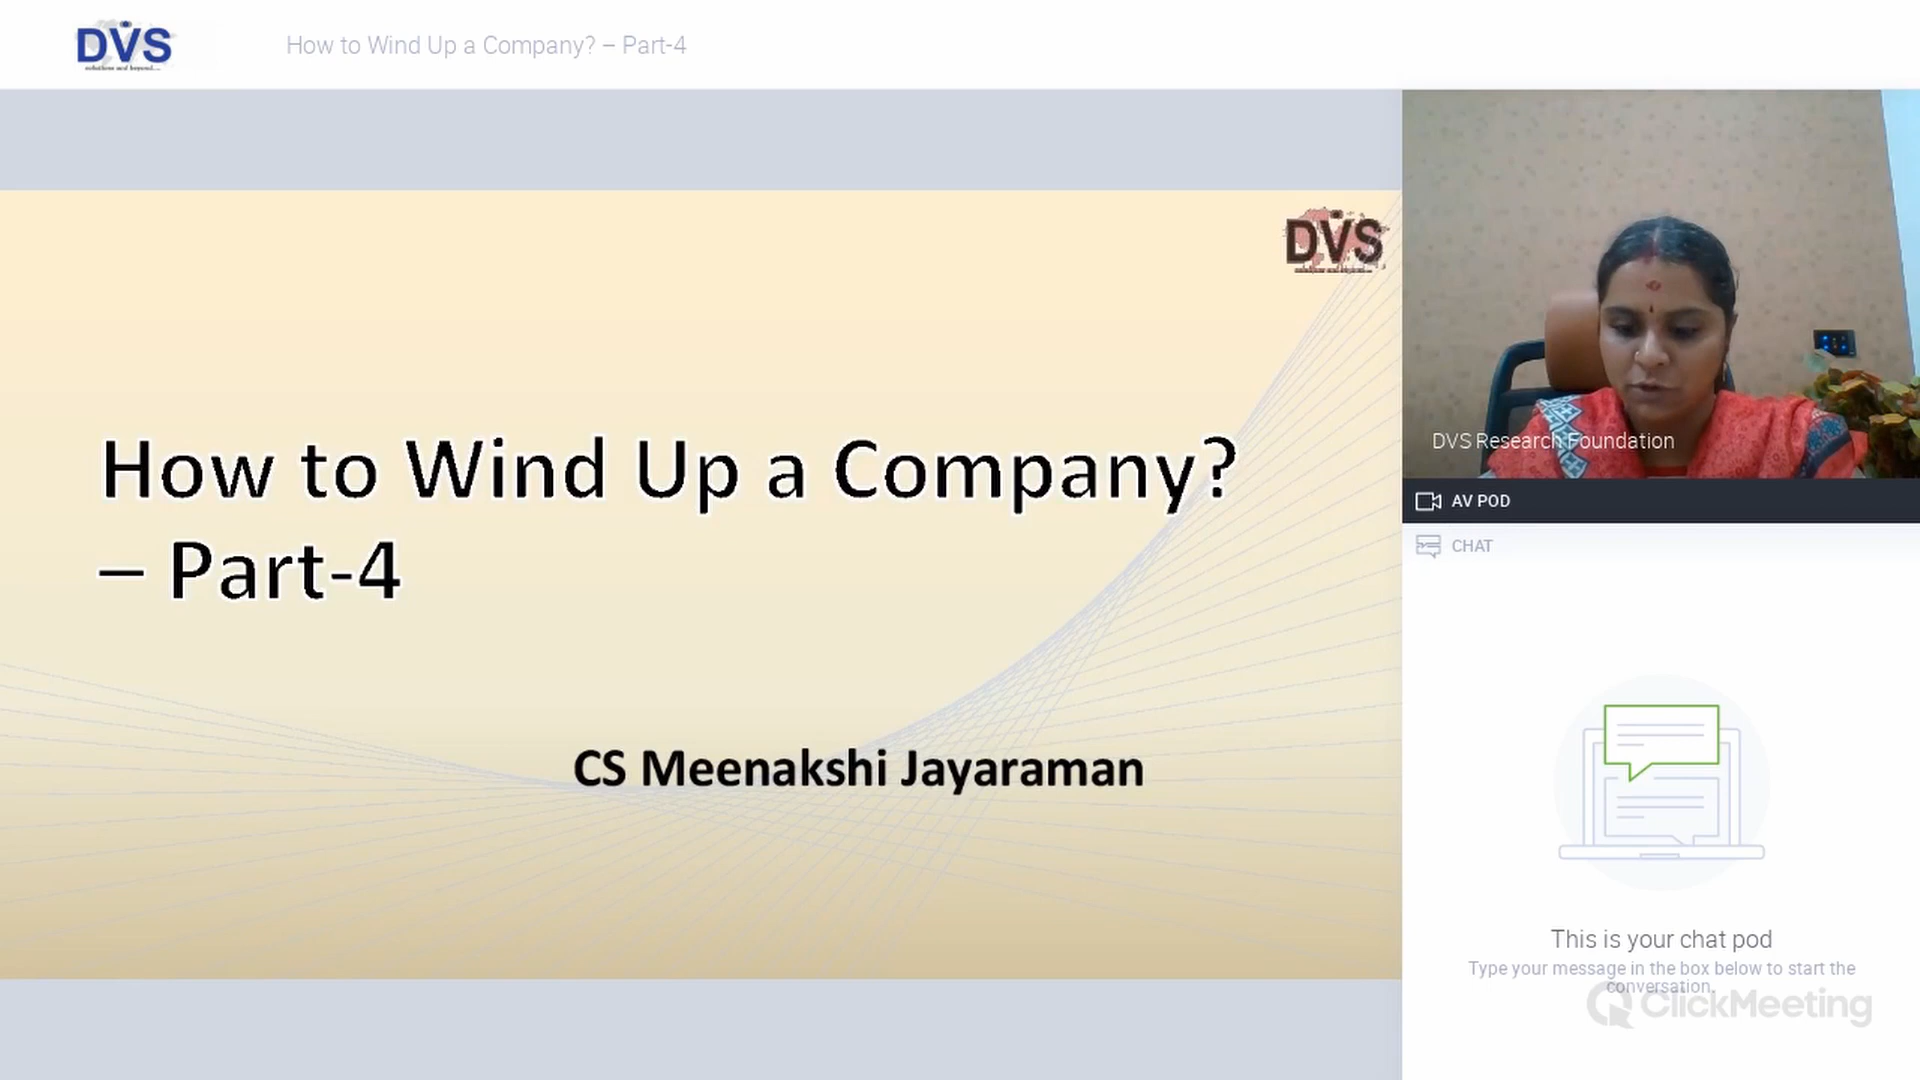 DVS
How to Wind Up a Company? – Part-4
DVS
How to Wind Up a Company?
– Part-4
CS Meenakshi Jayaraman
DVS Research Foundation
AV POD
CHAT
This is your chat pod
Type your message in the box below to start the
conversation.
ClickMeeting